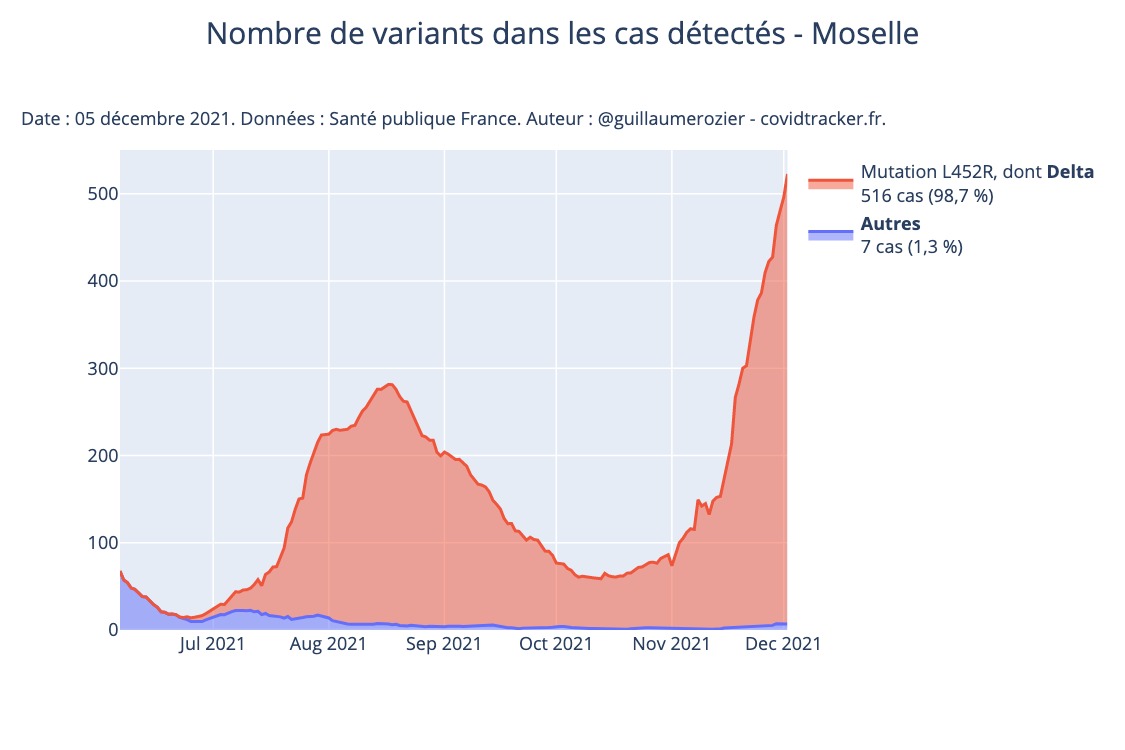 Nombre de variants dans les cas détectés - Moselle
Date : 05 décembre 2021. Données : Santé publique France. Auteur : @guillaumerozier - covidtracker.fr.
Mutation L452R, dont Delta
516 cas (98,7 %)
Autres
7 cas (1,3 %)
500
400
300
200
100
0
Jul 2021
Aug 2021
Sep 2021
Oct 2021
Nov 2021
Dec 2021